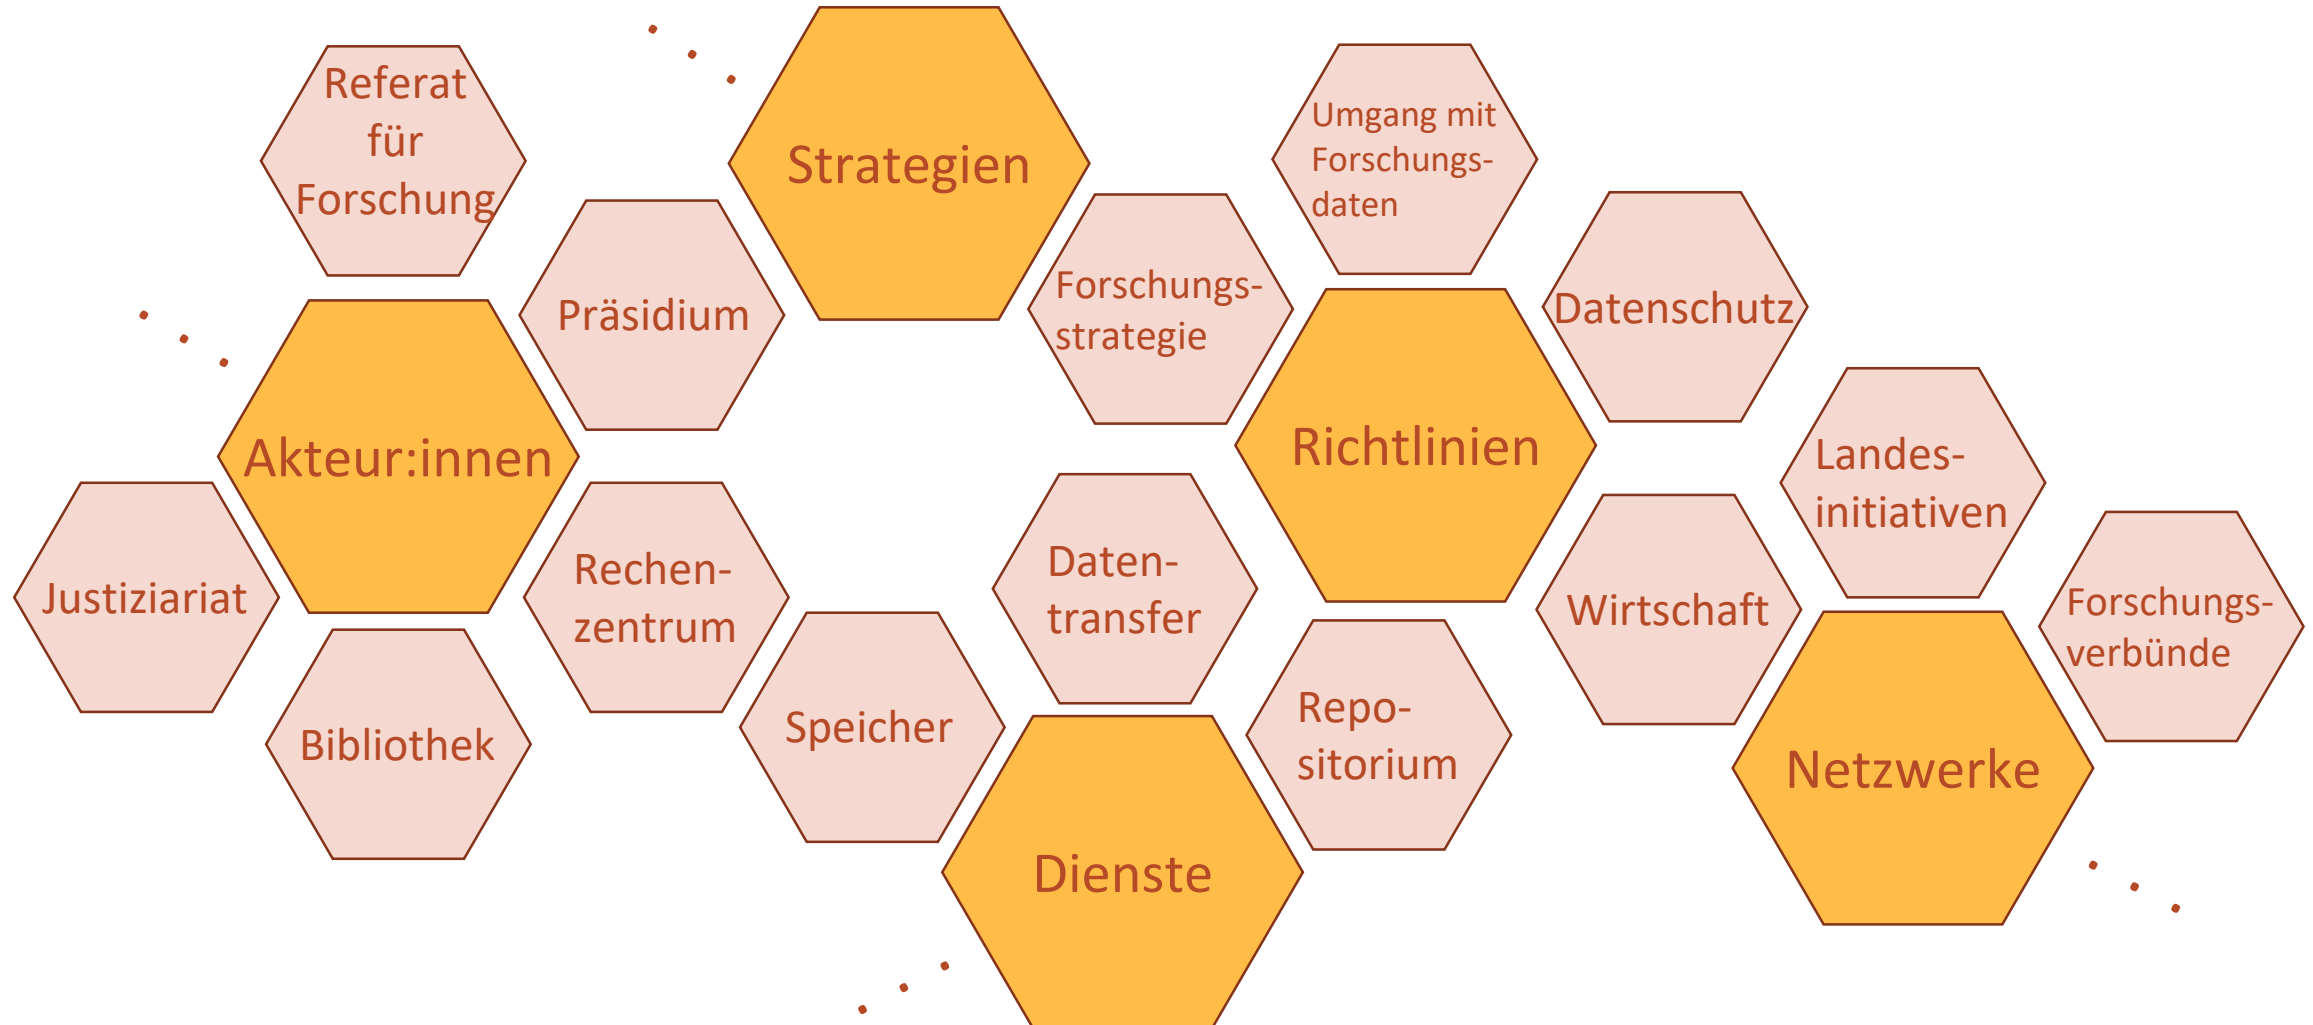 Referat
für
Forschung
Strategien
Umgang mit
Forschungs-
daten
Präsidium
Forschungs-
strategie
Datenschutz
Akteur:innen
Richtlinien
Landes-
initiativen
Justiziariat
Rechen-
zentrum
Daten-
transfer
Wirtschaft
Forschungs-
verbünde
Bibliothek
Speicher
Repo-
sitorium
Netzwerke
Dienste